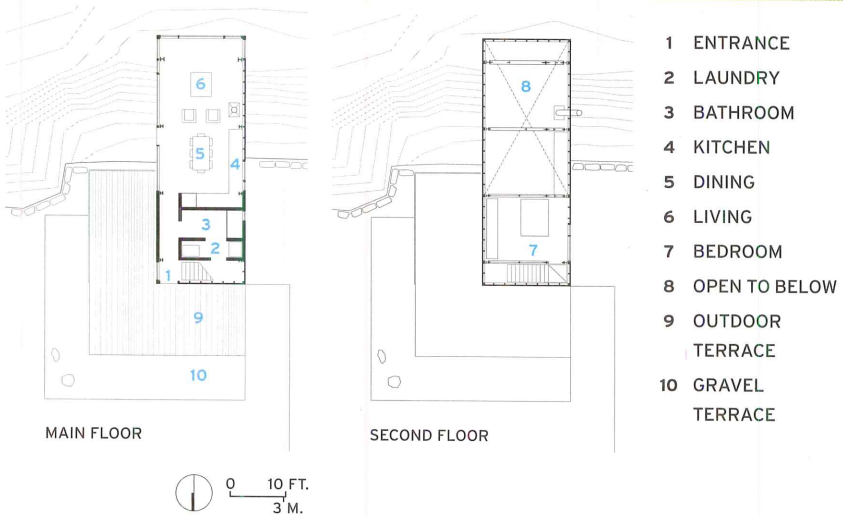 6
5
4
3
2
1
9
10
MAIN FLOOR
8
7
SECOND FLOOR
1 ENTRANCE
2 LAUNDRY
3 BATHROOM
4 KITCHEN
5 DINING
6 LIVING
7 BEDROOM
8 OPEN TO BELOW
9 OUTDOOR
TERRACE
10 GRAVEL
TERRACE
0 10 FT.
3 M.